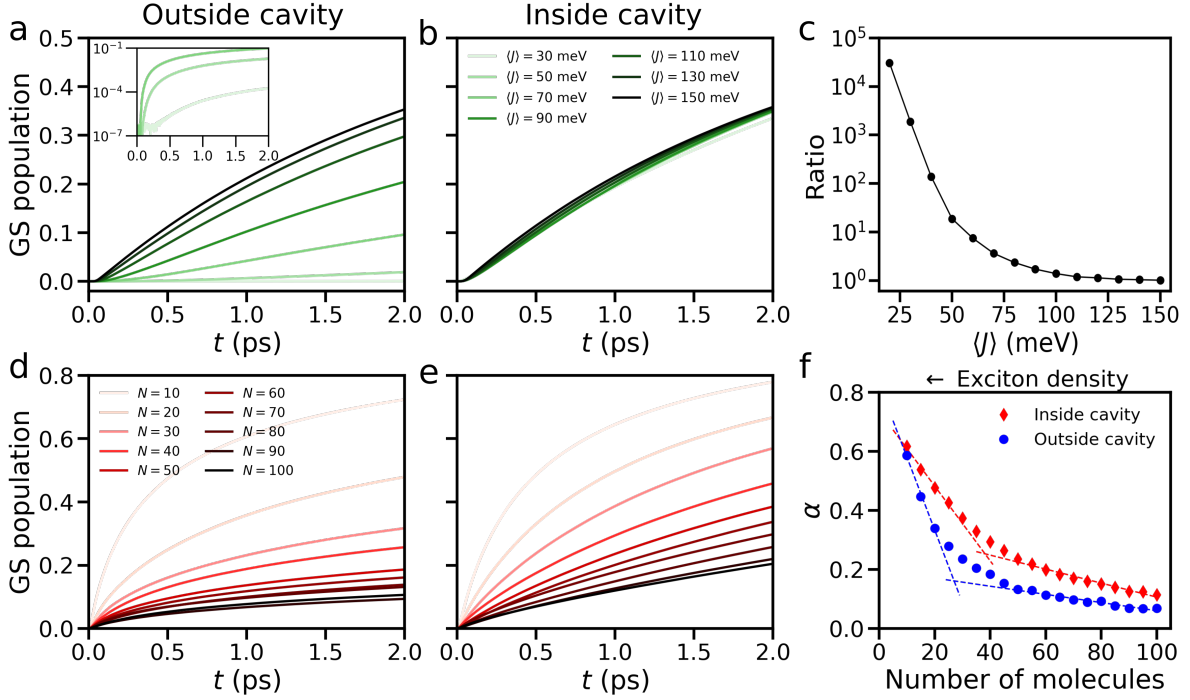 Outside cavity
Inside cavity
a
b
c
0.5
0.4
0.3
0.2
0.1
0.0
GS population
10⁻¹
10⁻⁴
10⁻⁷
0.0 0.5 1.0 1.5 2.0
0.0 0.5 1.0 1.5 2.0
t (ps)
⟨J⟩ = 30 meV
⟨J⟩ = 50 meV
⟨J⟩ = 70 meV
⟨J⟩ = 90 meV
⟨J⟩ = 110 meV
⟨J⟩ = 130 meV
⟨J⟩ = 150 meV
0.0 0.5 1.0 1.5 2.0
t (ps)
10⁵
10⁴
10³
10²
10¹
10⁰
Ratio
25 50 75 100 125 150
⟨J⟩ (meV)
d
e
f
0.8
0.6
0.4
0.2
0.0
GS population
N = 10
N = 20
N = 30
N = 40
N = 50
N = 60
N = 70
N = 80
N = 90
N = 100
0.0 0.5 1.0 1.5 2.0
t (ps)
0.0 0.5 1.0 1.5 2.0
t (ps)
← Exciton density
0.8
0.6
0.4
0.2
0.0
α
Inside cavity
Outside cavity
0 20 40 60 80 100
Number of molecules